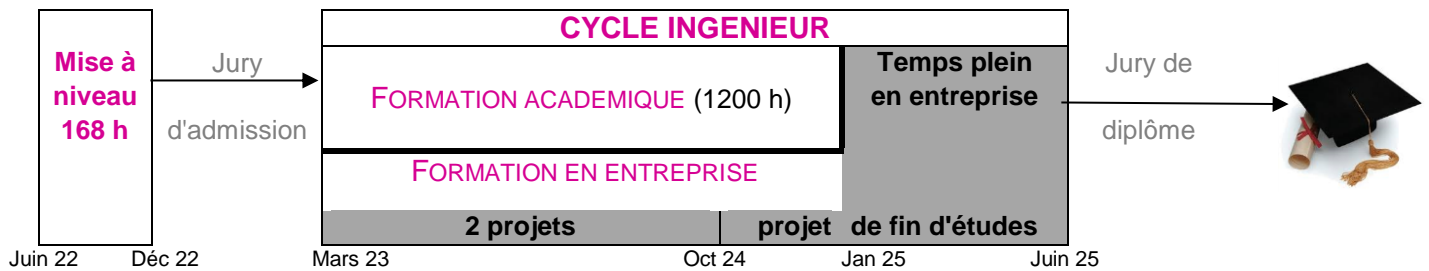 CYCLE INGENIEUR
Mise à
niveau
168 h
Jury
d'admission
FORMATION ACADEMIQUE (1200 h)
Temps plein
en entreprise
FORMATION EN ENTREPRISE
2 projets
projet de fin d'études
Jury de
diplôme
Juin 22
Déc 22
Mars 23
Oct 24
Jan 25
Juin 25